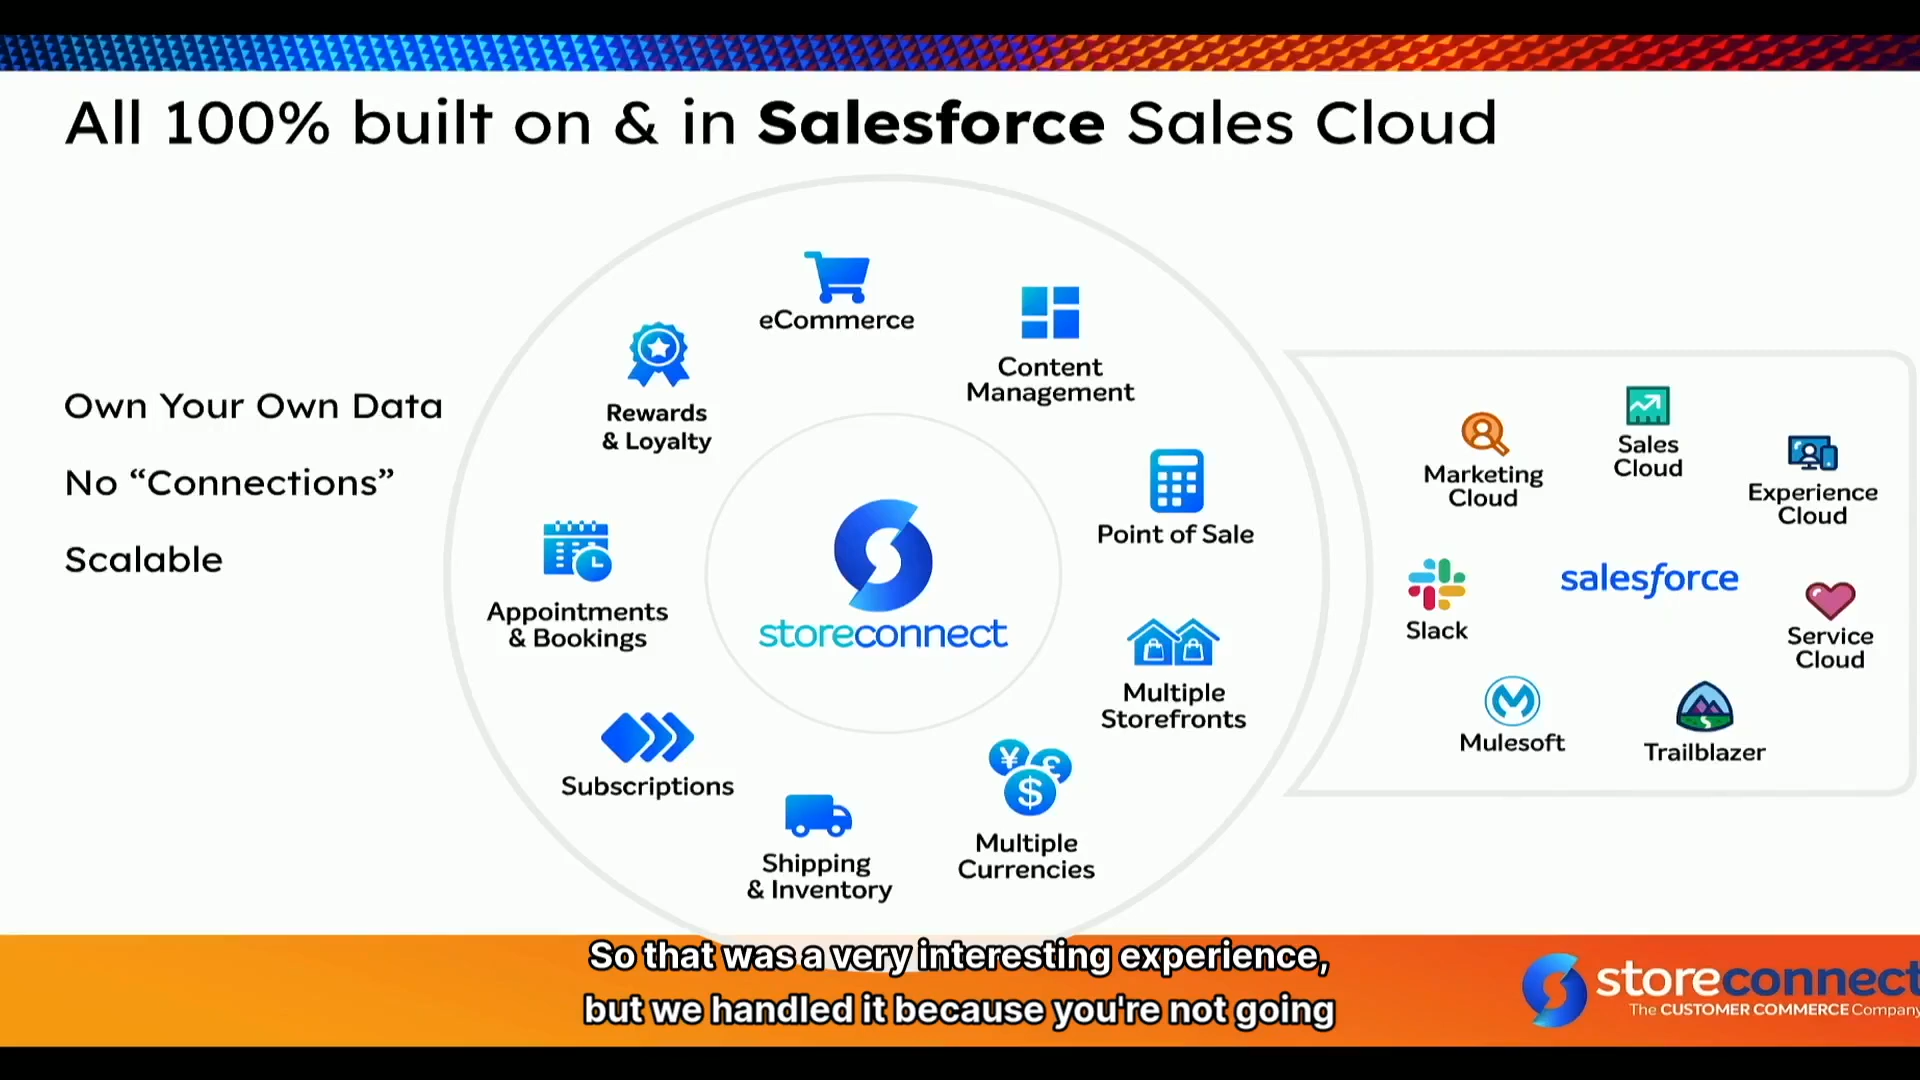 All 100% built on & in Salesforce Sales Cloud
Own Your Own Data
No “Connections”
Scalable
eCommerce
Content
Management
Rewards
& Loyalty
Point of Sale
Appointments
& Bookings
storeconnect
Multiple
Storefronts
Subscriptions
Shipping
& Inventory
¥
£
$
Multiple
Currencies
Marketing
Cloud
Sales
Cloud
Experience
Cloud
Slack
salesforce
Service
Cloud
Mulesoft
Trailblazer
So that was a very interesting experience,
but we handled it because you're not going
storeconnect
The CUSTOMER COMMERCE Company